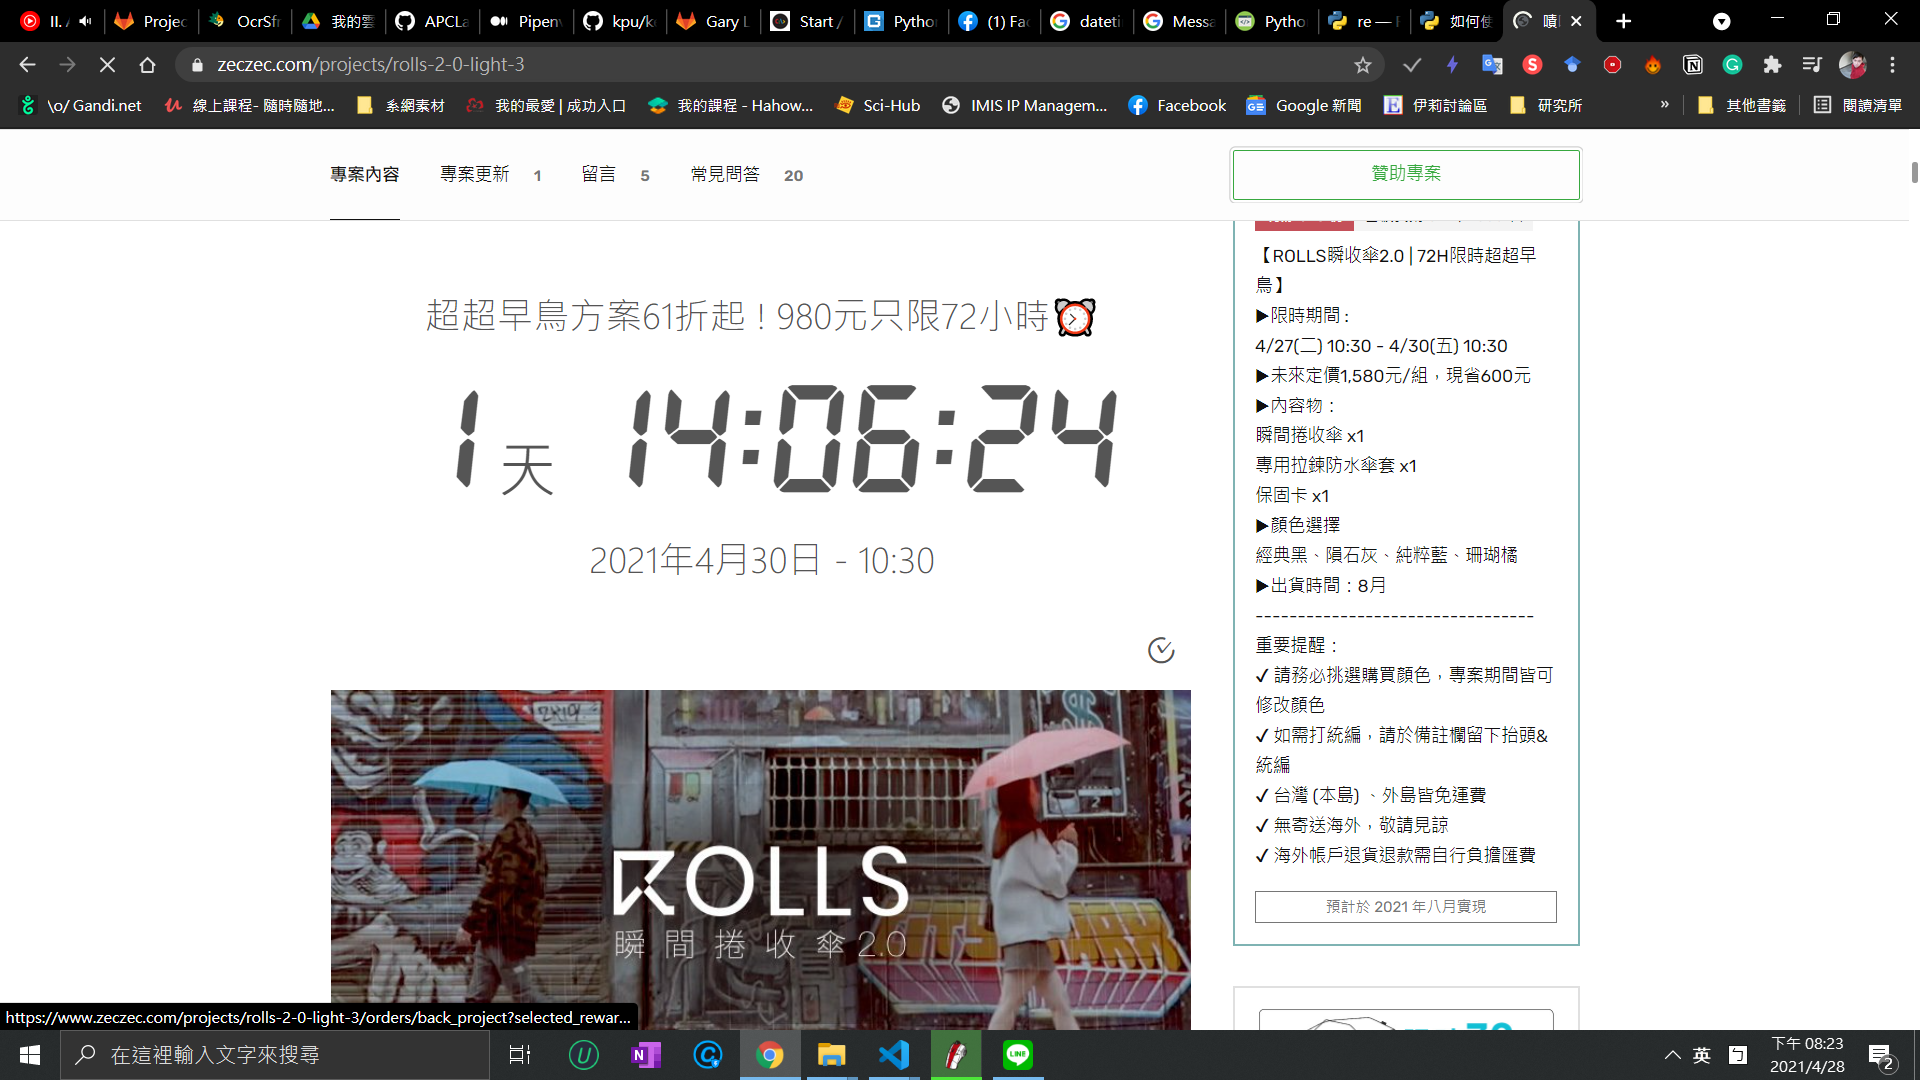 II. A
Projec
OcrSfr
我的雲
APCLa
Pipenv
kpu/k
Gary L
Start /
Pytho
(1) Fac
dateti
Messa
Pytho
re — F
如何使
嘖
zeczec.com/projects/rolls-2-0-light-3
\o/ Gandi.net
線上課程- 隨時隨地...
系網素材
我的最愛 | 成功入口
我的課程 - Hahow...
Sci-Hub
IMIS IP Managem...
Facebook
Google 新聞
伊莉討論區
研究所
»
其他書籤
閱讀清單
專案內容
專案更新 1
留言 5
常見問答 20
贊助專案
超超早鳥方案61折起！980元只限72小時⏰
1 天 14:06:24
2021年4月30日 - 10:30
ROLLS
瞬間捲收傘2.0
【ROLLS瞬收傘2.0 | 72H限時超超早
鳥】
▶限時期間：
4/27(二) 10:30 - 4/30(五) 10:30
▶未來定價1,580元/組，現省600元
▶內容物：
瞬間捲收傘 x1
專用拉鍊防水傘套 x1
保固卡 x1
▶顏色選擇
經典黑、隕石灰、純粹藍、珊瑚橘
▶出貨時間：8月
---------------------------------
重要提醒：
✔ 請務必挑選購買顏色，專案期間皆可
修改顏色
✔ 如需打統編，請於備註欄留下抬頭&
統編
✔ 台灣 (本島) 、外島皆免運費
✔ 無寄送海外，敬請見諒
✔ 海外帳戶退貨退款需自行負擔匯費
預計於 2021 年八月實現
https://www.zeczec.com/projects/rolls-2-0-light-3/orders/back_project?selected_rewar...
在這裡輸入文字來搜尋
英
下午 08:23
2021/4/28
2